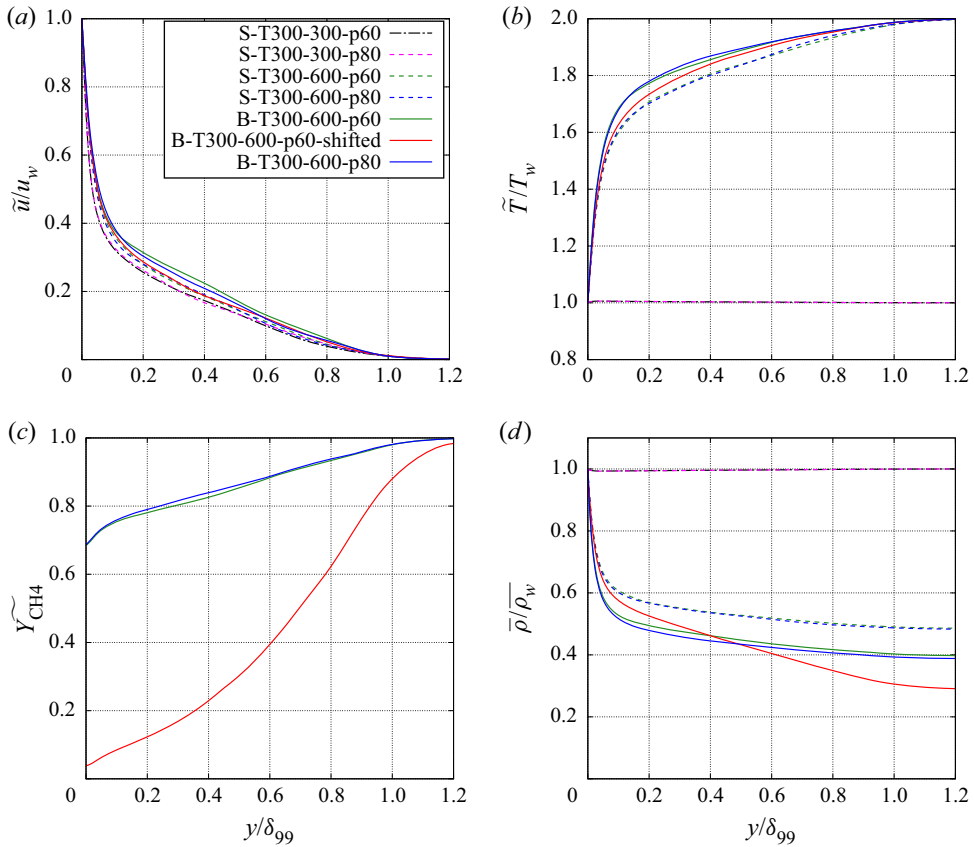 (a)
1.0
0.8
0.6
0.4
0.2
ũ/u_w
S-T300-300-p60
S-T300-300-p80
S-T300-600-p60
S-T300-600-p80
B-T300-600-p60
B-T300-600-p60-shifted
B-T300-600-p80
0 0.2 0.4 0.6 0.8 1.0 1.2
(b)
2.0
1.8
1.6
1.4
1.2
1.0
0.8
T̃/T_w
0 0.2 0.4 0.6 0.8 1.0 1.2
(c)
1.0
0.8
0.6
0.4
0.2
Y͂_CH4
0 0.2 0.4 0.6 0.8 1.0 1.2
y/δ_99
(d)
1.0
0.8
0.6
0.4
0.2
ρ̅/ρ̅_w
0 0.2 0.4 0.6 0.8 1.0 1.2
y/δ_99